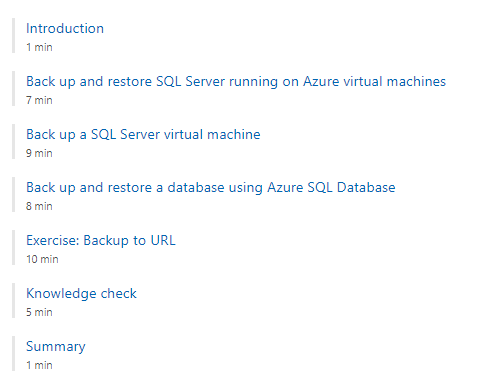 Introduction
1 min
Back up and restore SQL Server running on Azure virtual machines
7 min
Back up a SQL Server virtual machine
9 min
Back up and restore a database using Azure SQL Database
8 min
Exercise: Backup to URL
10 min
Knowledge check
5 min
Summary
1 min